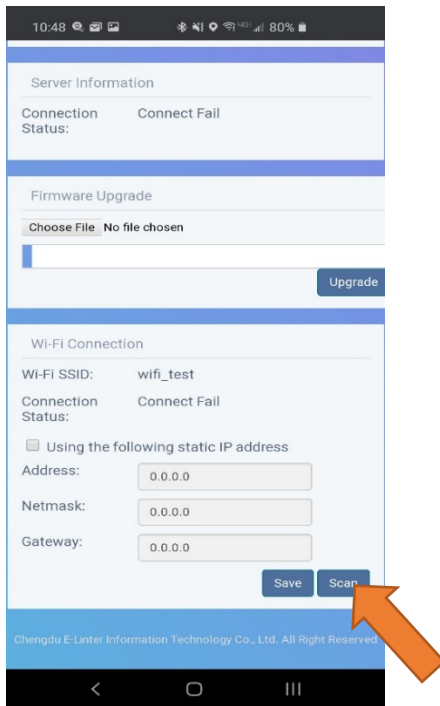 10:48 80%
Server Information
Connection Status: Connect Fail
Firmware Upgrade
Choose File No file chosen
Upgrade
Wi-Fi Connection
Wi-Fi SSID: wifi_test
Connection Status: Connect Fail
Using the following static IP address
Address: 0.0.0.0
Netmask: 0.0.0.0
Gateway: 0.0.0.0
Save Scan
Chengdu E-Linter Information Technology Co., Ltd. All Right Reserved